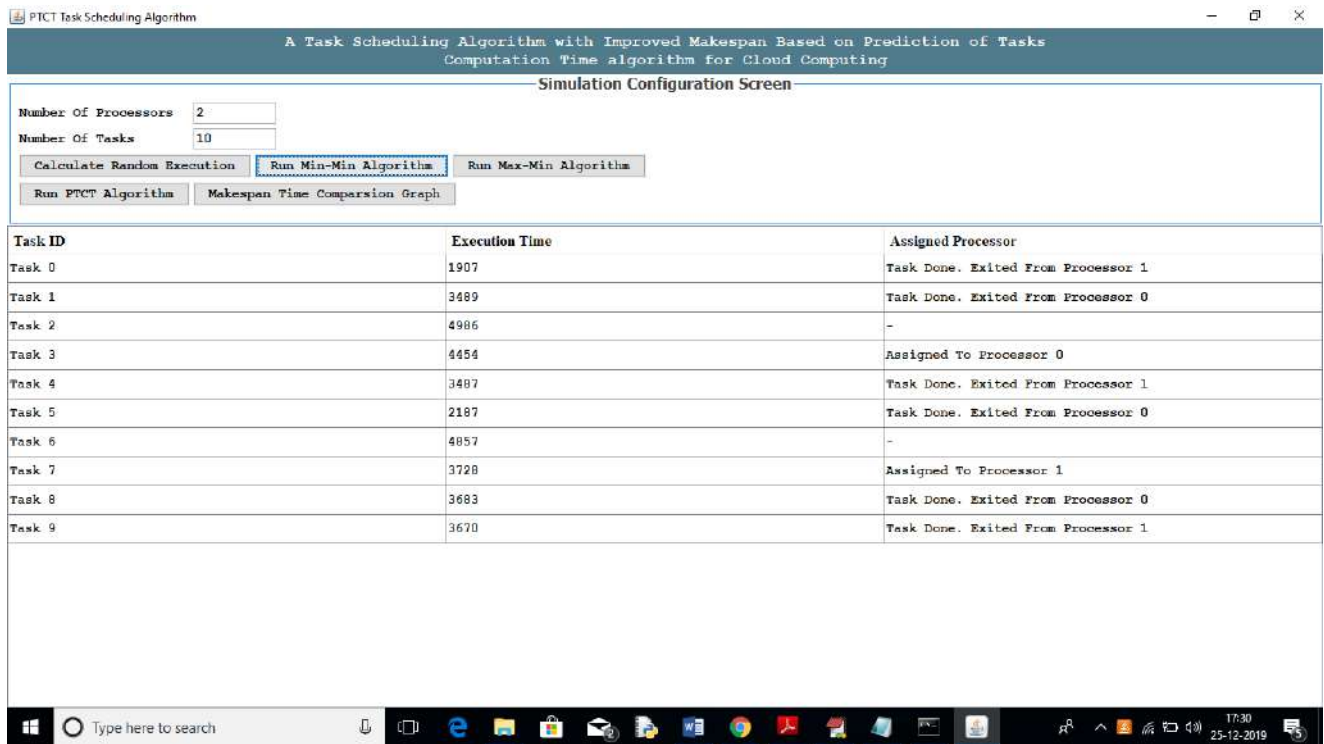 PTCT Task Scheduling Algorithm
A Task Scheduling Algorithm with Improved Makespan Based on Prediction of Tasks
Computation Time algorithm for Cloud Computing
Simulation Configuration Screen
Number Of Processors 2
Number Of Tasks 10
Calculate Random Execution Run Min-Min Algorithm Run Max-Min Algorithm
Run PTCT Algorithm Makespan Time Comparsion Graph
Task ID Execution Time Assigned Processor
Task 0 1907 Task Done. Exited From Processor 1
Task 1 3489 Task Done. Exited From Processor 0
Task 2 4986 -
Task 3 4454 Assigned To Processor 0
Task 4 3487 Task Done. Exited From Processor 1
Task 5 2187 Task Done. Exited From Processor 0
Task 6 4857 -
Task 7 3728 Assigned To Processor 1
Task 8 3683 Task Done. Exited From Processor 0
Task 9 3670 Task Done. Exited From Processor 1
Type here to search
17:30
25-12-2019